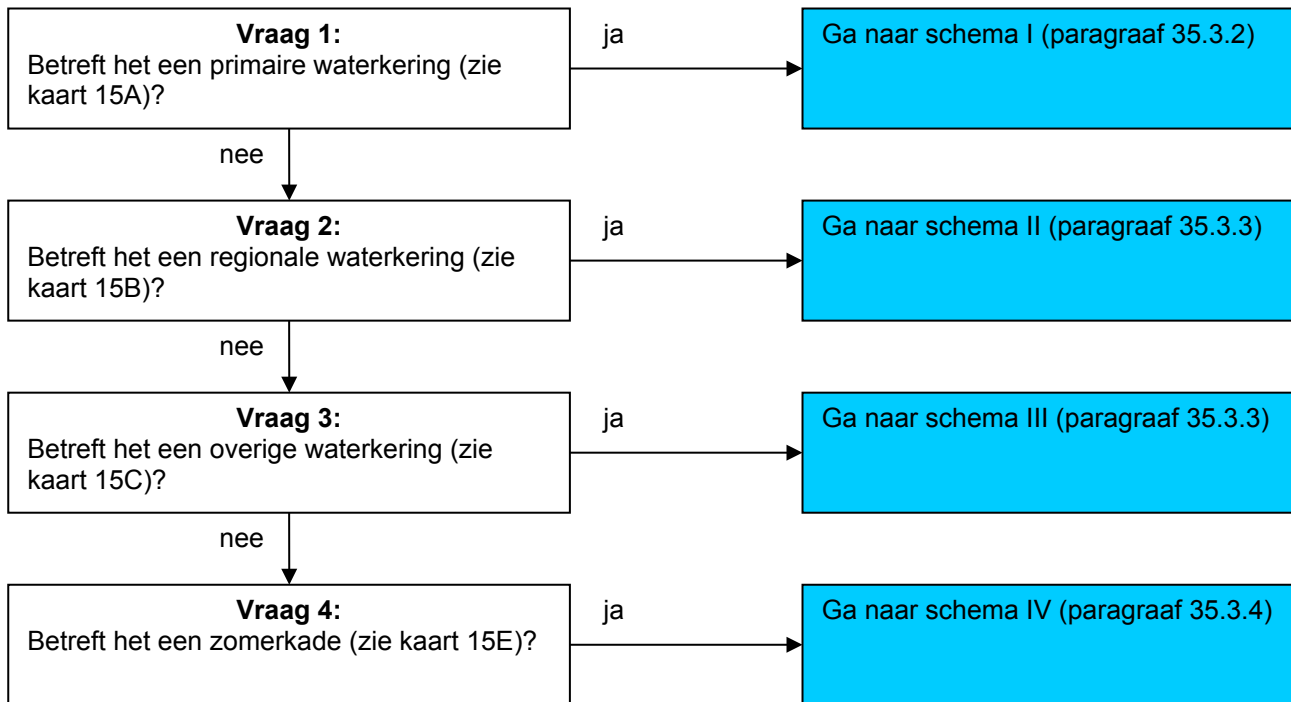 Vraag 1:
Betreft het een primaire waterkering (zie
kaart 15A)?
ja
Ga naar schema I (paragraaf 35.3.2)
nee
Vraag 2:
Betreft het een regionale waterkering (zie
kaart 15B)?
ja
Ga naar schema II (paragraaf 35.3.3)
nee
Vraag 3:
Betreft het een overige waterkering (zie
kaart 15C)?
ja
Ga naar schema III (paragraaf 35.3.3)
nee
Vraag 4:
Betreft het een zomerkade (zie kaart 15E)?
ja
Ga naar schema IV (paragraaf 35.3.4)